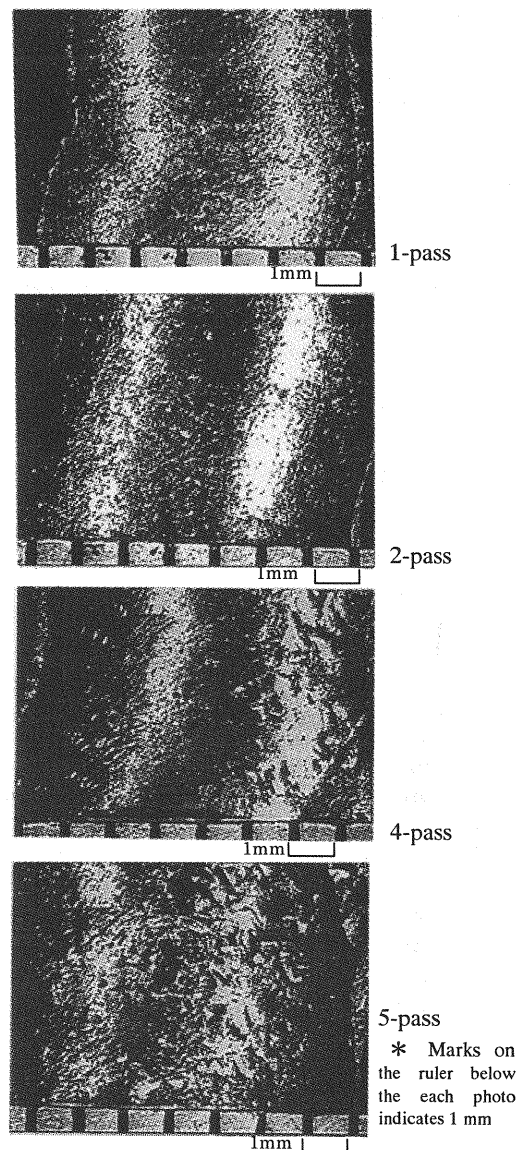 1mm
1-pass
1mm
2-pass
1mm
4-pass
5-pass
* Marks on
the ruler below
the each photo
indicates 1 mm
1mm